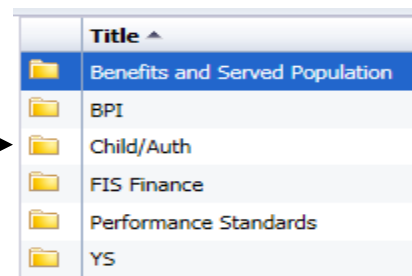 Title
Benefits and Served Population
BPI
Child/Auth
FIS Finance
Performance Standards
YS